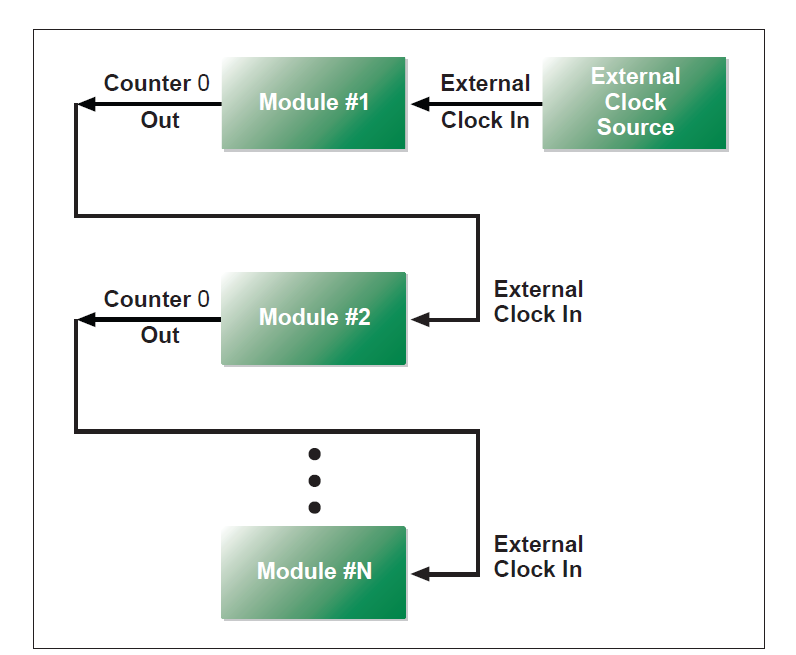 Counter 0
Out
Module #1
External
Clock In
External
Clock
Source
Counter 0
Out
Module #2
External
Clock In
Module #N
External
Clock In